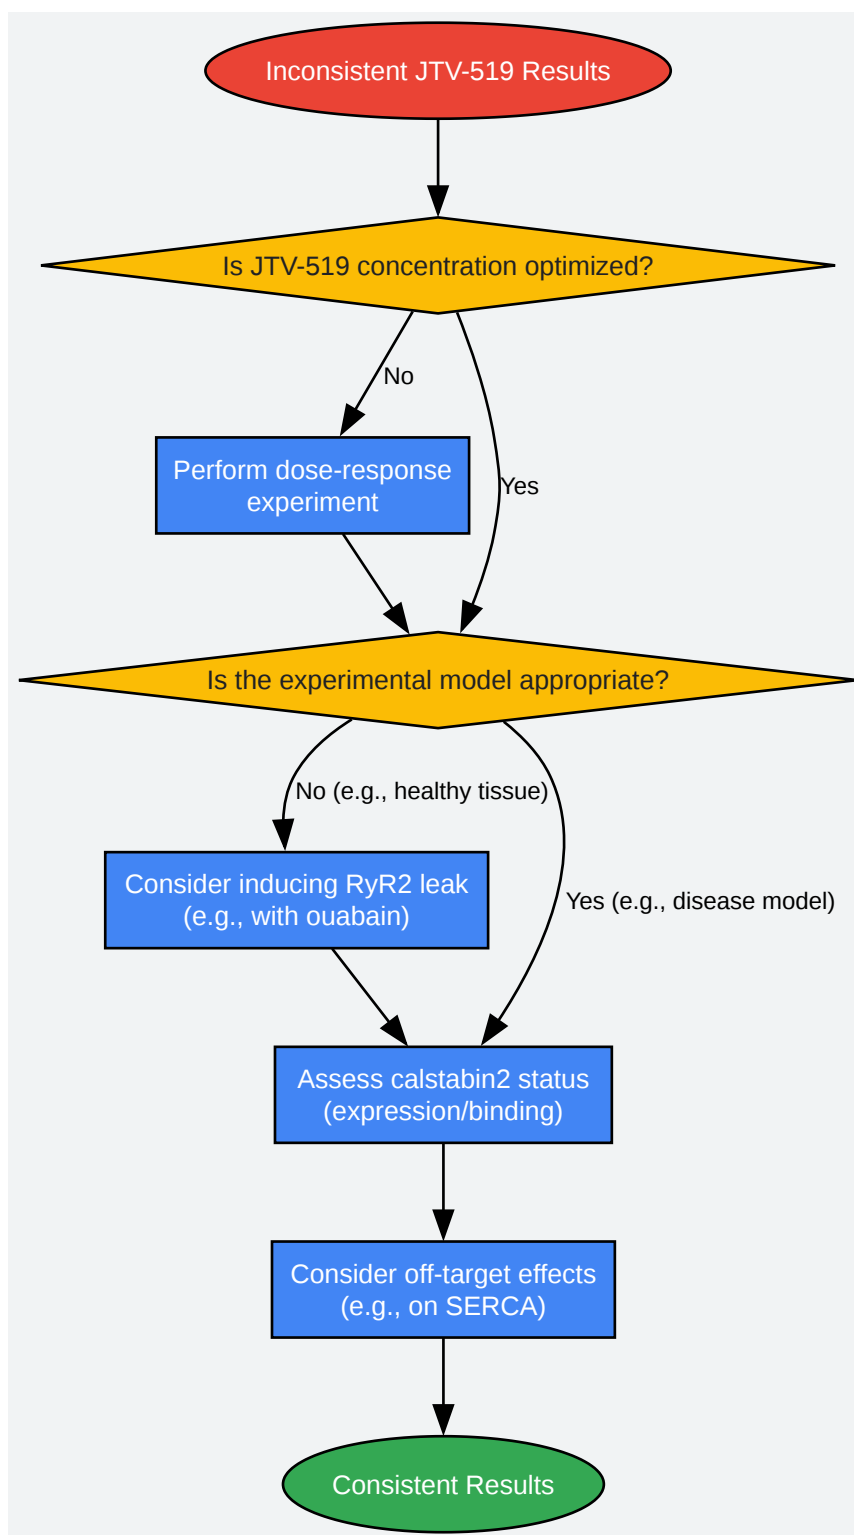 Inconsistent JTV-519 Results
Is JTV-519 concentration optimized?
No
Perform dose-response
experiment
Yes
Is the experimental model appropriate?
No (e.g., healthy tissue)
Consider inducing RyR2 leak
(e.g., with ouabain)
Yes (e.g., disease model)
Assess calstabin2 status
(expression/binding)
Consider off-target effects
(e.g., on SERCA)
Consistent Results